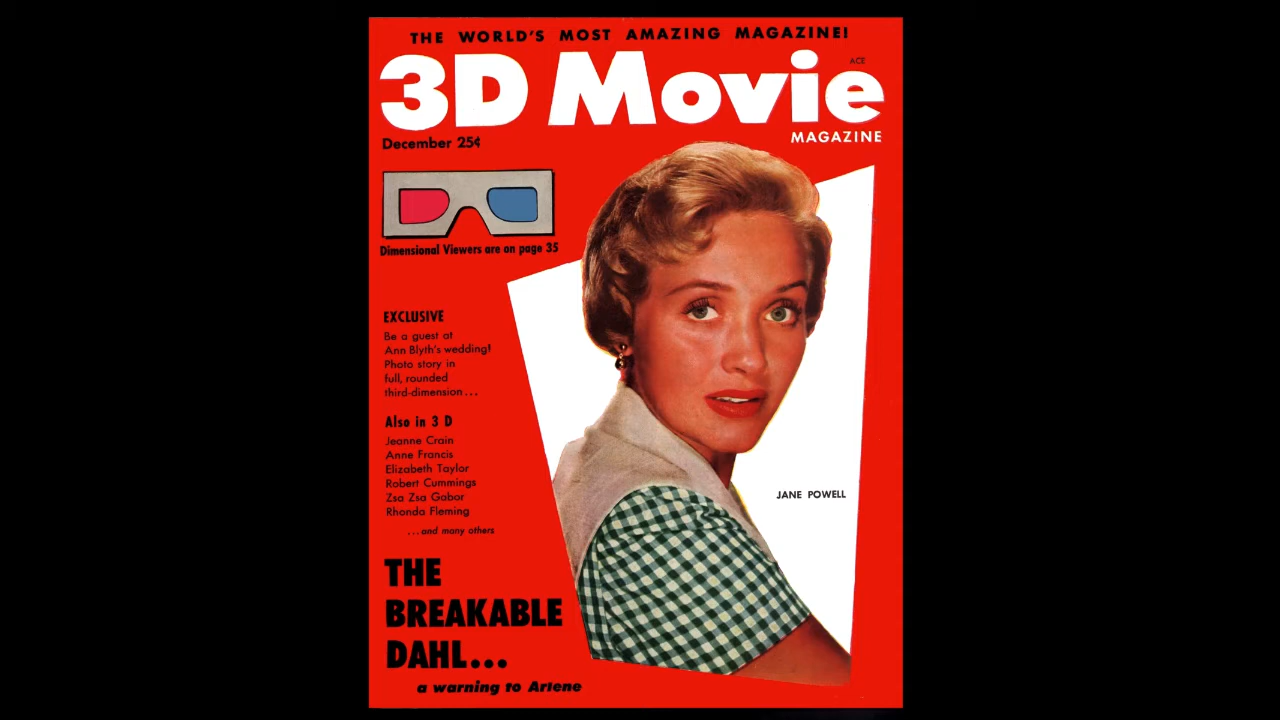 THE WORLD'S MOST AMAZING MAGAZINE!
3D Movie
ACE
MAGAZINE
December 25¢
Dimensional Viewers are on page 35
EXCLUSIVE
Be a guest at
Ann Blyth's wedding!
Photo story in
full, rounded
third-dimension...
Also in 3 D
Jeanne Crain
Anne Francis
Elizabeth Taylor
Robert Cummings
Zsa Zsa Gobor
Rhonda Fleming
...and many others
JANE POWELL
THE
BREAKABLE
DAHL...
a warning to Arlene